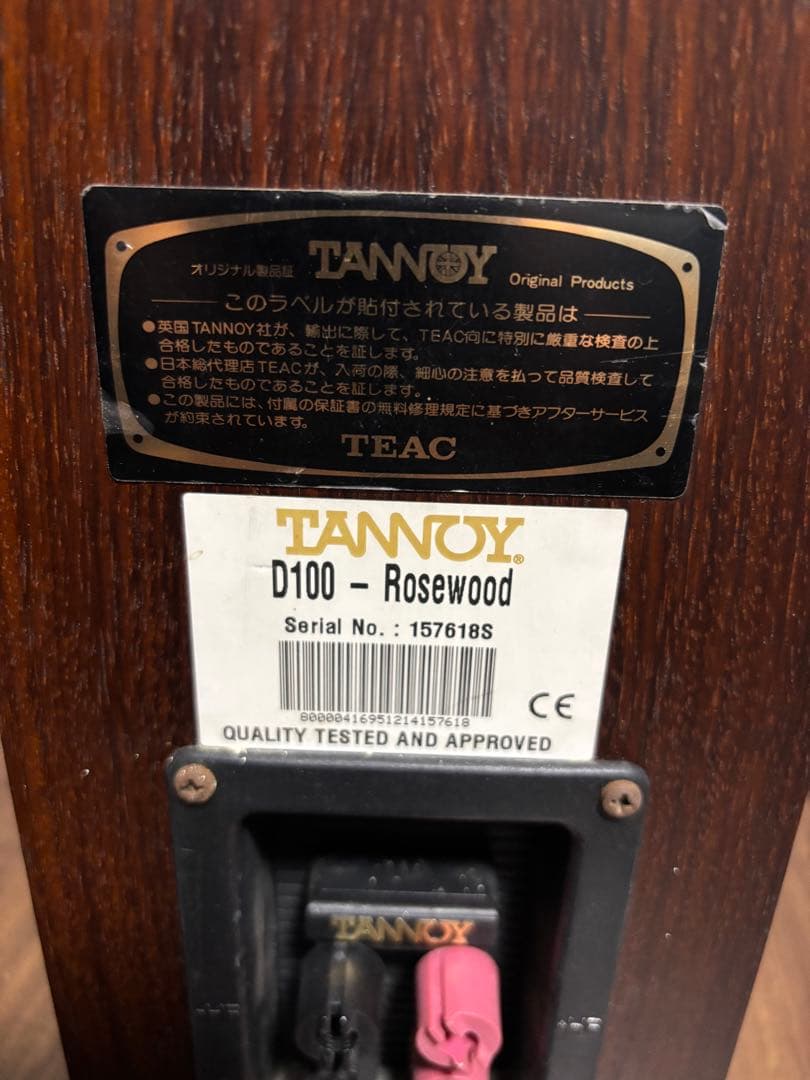 オリジナル製品証 TANNOY Original Products
このラベルが貼付されている製品は
●英国TANNOY社が、輸出に際して、TEAC向に特別に厳重な検査の上
合格したものであることを証します。
●日本総代理店TEACが、入荷の際、細心の注意を払って品質検査して
合格したものであることを証します。
●この製品には、付属の保証書の無料修理規定に基づきアフターサービス
が約束されています。
TEAC
TANNOY®
D100 – Rosewood
Serial No. : 157618S
80000416951214157618
CE
QUALITY TESTED AND APPROVED
TANNOY